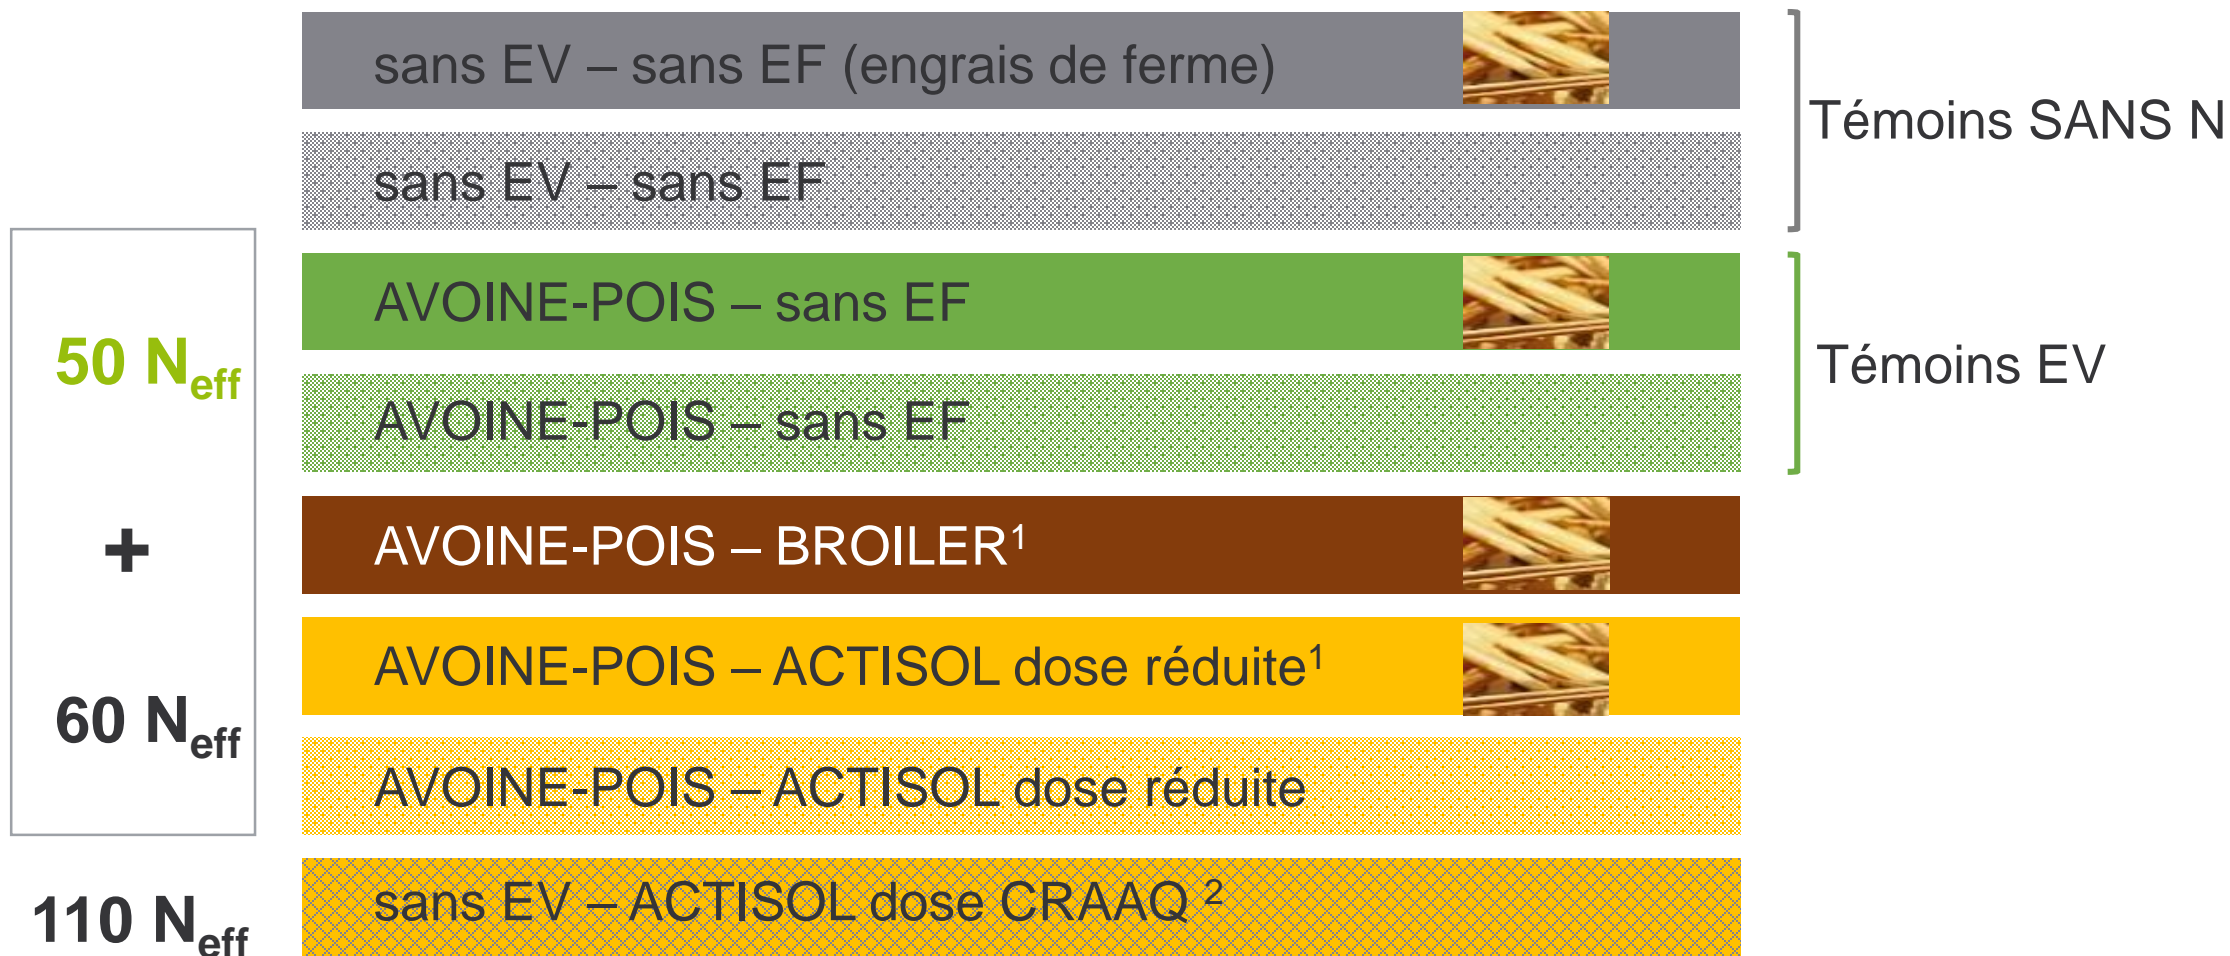 sans EV – sans EF (engrais de ferme)
Témoins SANS N
sans EV – sans EF
AVOINE-POIS – sans EF
50 Neff
Témoins EV
AVOINE-POIS – sans EF
+
AVOINE-POIS – BROILER¹
AVOINE-POIS – ACTISOL dose réduite¹
60 Neff
AVOINE-POIS – ACTISOL dose réduite
110 Neff
sans EV – ACTISOL dose CRAAQ ²